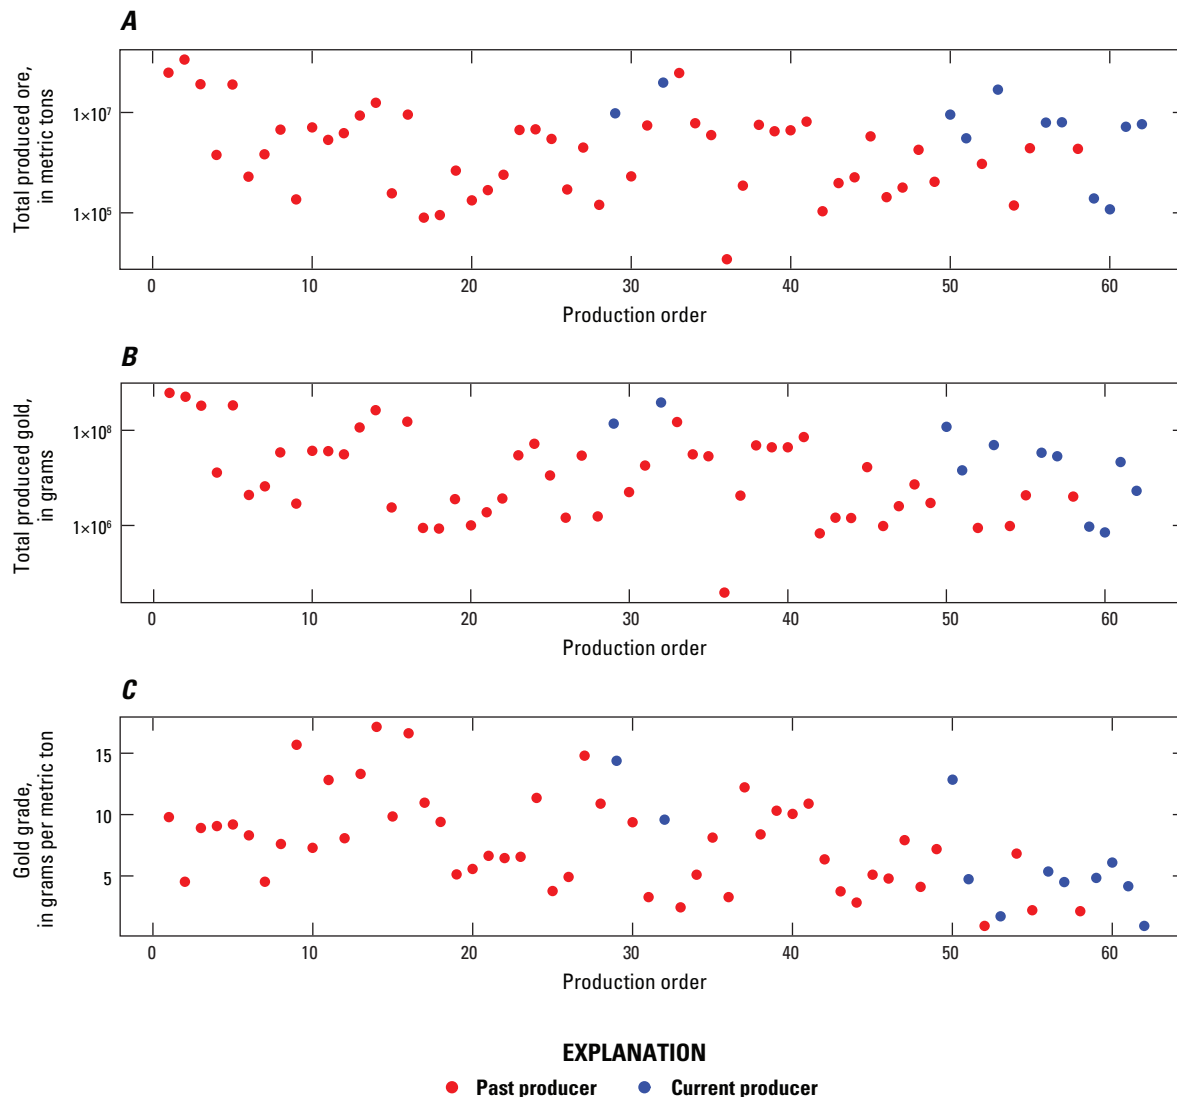 A
Total produced ore,
in metric tons
1×10⁷
1×10⁵
0 10 20 30 40 50 60
Production order
B
Total produced gold,
in grams
1×10⁸
1×10⁶
0 10 20 30 40 50 60
Production order
C
Gold grade,
in grams per metric ton
15
10
5
0 10 20 30 40 50 60
Production order
EXPLANATION
Past producer Current producer